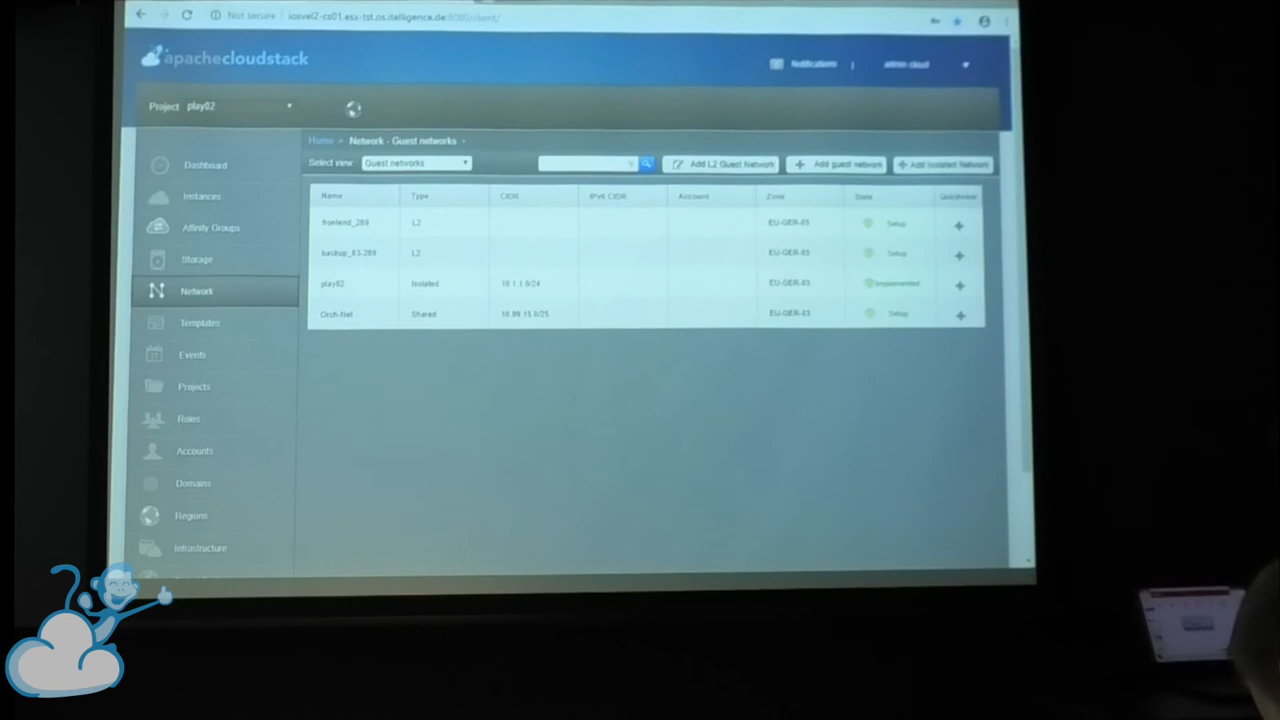 Not secure
apachecloudstack
Notifications
admin cloud
Project play02
Home > Network - Guest networks >
Select view: Guest networks
Add L2 Guest Network
Add guest network
Add Isolated Network
Name Type CIDR IPv6 CIDR Account Zone State Quickview
frontend_289 L2 EU-GER-03 Setup
backup_03-289 L2 EU-GER-03 Setup
play02 Isolated 10.1.1.0/24 EU-GER-03 Implemented
Orch-Net Shared 10.99.15.0/25 EU-GER-03 Setup
Dashboard
Instances
Affinity Groups
Storage
Network
Templates
Events
Projects
Roles
Accounts
Domains
Regions
Infrastructure